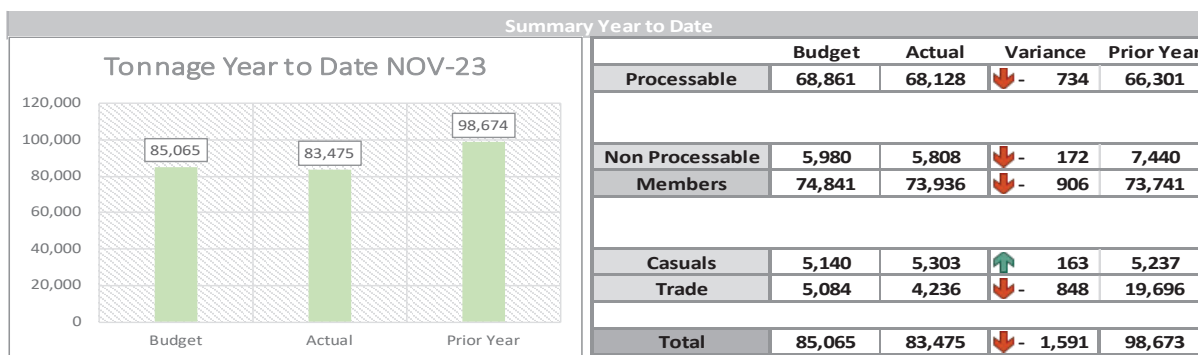 Summary Year to Date
Tonnage Year to Date NOV-23
120,000
100,000
80,000
60,000
40,000
20,000
0
85,065
83,475
98,674
Budget Actual Prior Year
Budget Actual Variance Prior Year
Processable 68,861 68,128 - 734 66,301
Non Processable 5,980 5,808 - 172 7,440
Members 74,841 73,936 - 906 73,741
Casuals 5,140 5,303 163 5,237
Trade 5,084 4,236 - 848 19,696
Total 85,065 83,475 - 1,591 98,673